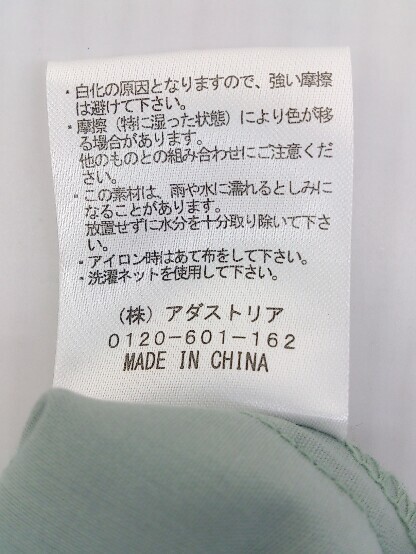 ・白化の原因となりますので、強い摩擦
は避けて下さい。
・摩擦（特に湿った状態）により色が移
る場合があります。
他のものとの組み合わせにご注意くだ
さい。
・この素材は、雨や水に濡れるとしみに
なることがあります。
放置せずに水分を十分取り除いて下さ
い。
・アイロン時はあて布をして下さい。
・洗濯ネットを使用して下さい。
（株）アダストリア
0120-601-162
MADE IN CHINA